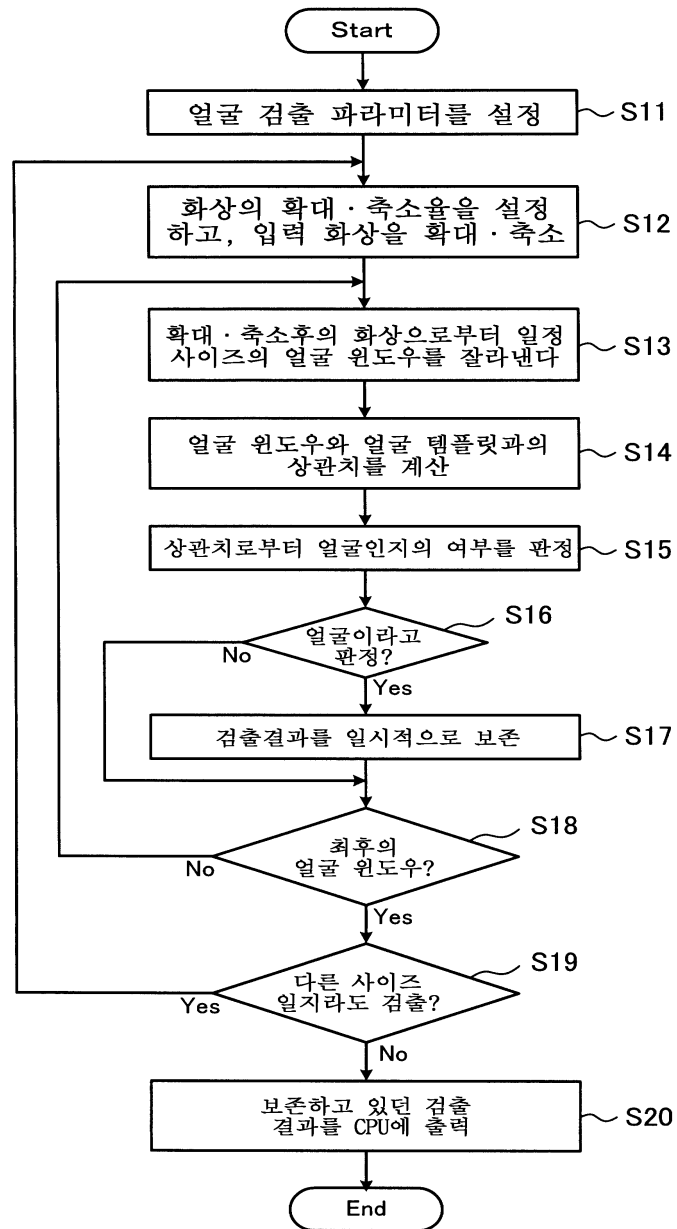 Start
얼굴 검출 파라미터를 설정
S11
화상의 확대·축소율을 설정
하고, 입력 화상을 확대·축소
S12
확대·축소후의 화상으로부터 일정
사이즈의 얼굴 윈도우를 잘라낸다
S13
얼굴 윈도우와 얼굴 템플릿과의
상관치를 계산
S14
상관치로부터 얼굴인지의 여부를 판정
S15
S16
얼굴이라고
판정?
No
Yes
검출결과를 일시적으로 보존
S17
S18
최후의
얼굴 윈도우?
No
Yes
S19
다른 사이즈
일지라도 검출?
Yes
No
보존하고 있던 검출
결과를 CPU에 출력
S20
End